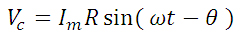 V_c = I_m R sin( ωt − θ )